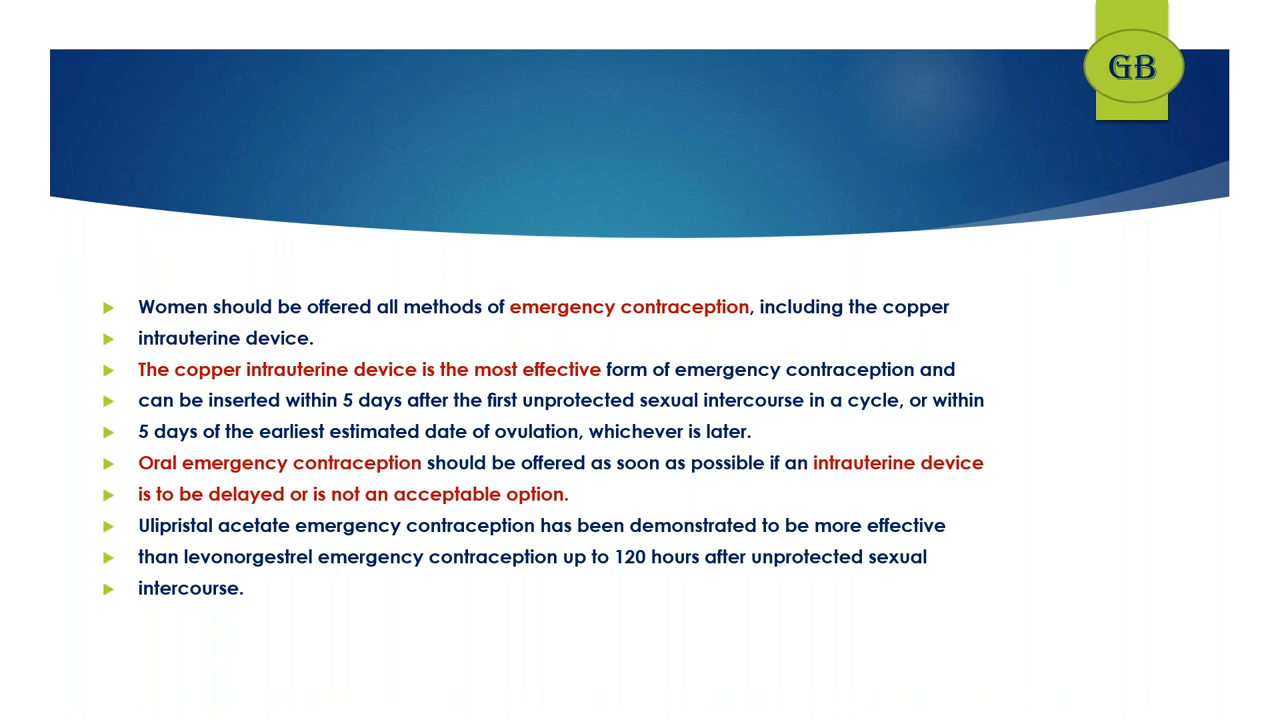 GB
Women should be offered all methods of emergency contraception, including the copper
intrauterine device.
The copper intrauterine device is the most effective form of emergency contraception and
can be inserted within 5 days after the first unprotected sexual intercourse in a cycle, or within
5 days of the earliest estimated date of ovulation, whichever is later.
Oral emergency contraception should be offered as soon as possible if an intrauterine device
is to be delayed or is not an acceptable option.
Ulipristal acetate emergency contraception has been demonstrated to be more effective
than levonorgestrel emergency contraception up to 120 hours after unprotected sexual
intercourse.